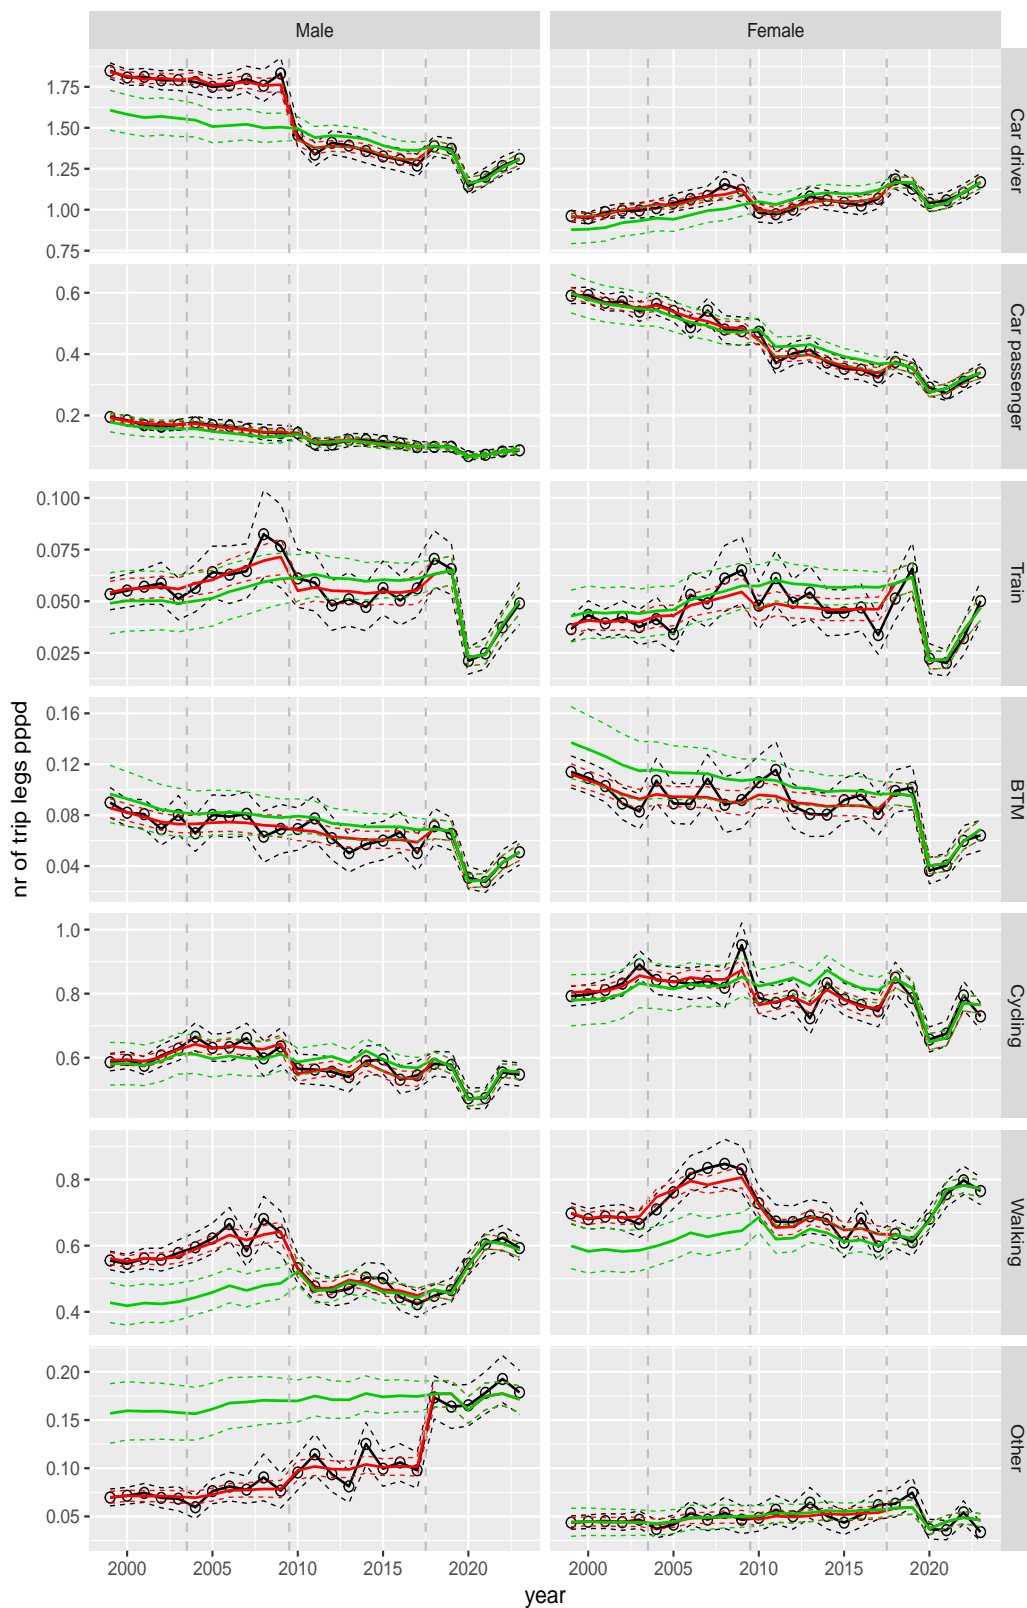 Male Female
1.75
1.50
1.25
1.00
0.75
Car driver
0.6
0.4
0.2
Car passenger
0.100
0.075
0.050
0.025
Train
0.16
0.12
0.08
0.04
BTM
1.0
0.8
0.6
Cycling
0.8
0.6
0.4
Walking
0.20
0.15
0.10
0.05
Other
nr of trip legs pppd
2000 2005 2010 2015 2020 2000 2005 2010 2015 2020
year